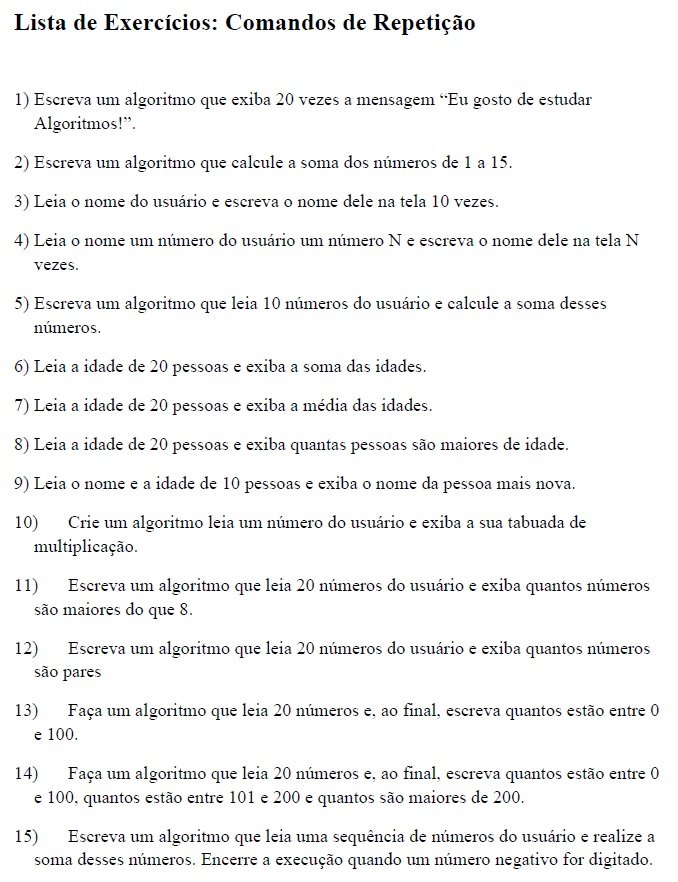 Lista de Exercícios: Comandos de Repetição
1) Escreva um algoritmo que exiba 20 vezes a mensagem “Eu gosto de estudar
Algoritmos!”.
2) Escreva um algoritmo que calcule a soma dos números de 1 a 15.
3) Leia o nome do usuário e escreva o nome dele na tela 10 vezes.
4) Leia o nome um número do usuário um número N e escreva o nome dele na tela N
vezes.
5) Escreva um algoritmo que leia 10 números do usuário e calcule a soma desses
números.
6) Leia a idade de 20 pessoas e exiba a soma das idades.
7) Leia a idade de 20 pessoas e exiba a média das idades.
8) Leia a idade de 20 pessoas e exiba quantas pessoas são maiores de idade.
9) Leia o nome e a idade de 10 pessoas e exiba o nome da pessoa mais nova.
10) Crie um algoritmo leia um número do usuário e exiba a sua tabuada de
multiplicação.
11) Escreva um algoritmo que leia 20 números do usuário e exiba quantos números
são maiores do que 8.
12) Escreva um algoritmo que leia 20 números do usuário e exiba quantos números
são pares
13) Faça um algoritmo que leia 20 números e, ao final, escreva quantos estão entre 0
e 100.
14) Faça um algoritmo que leia 20 números e, ao final, escreva quantos estão entre 0
e 100, quantos estão entre 101 e 200 e quantos são maiores de 200.
15) Escreva um algoritmo que leia uma sequência de números do usuário e realize a
soma desses números. Encerre a execução quando um número negativo for digitado.